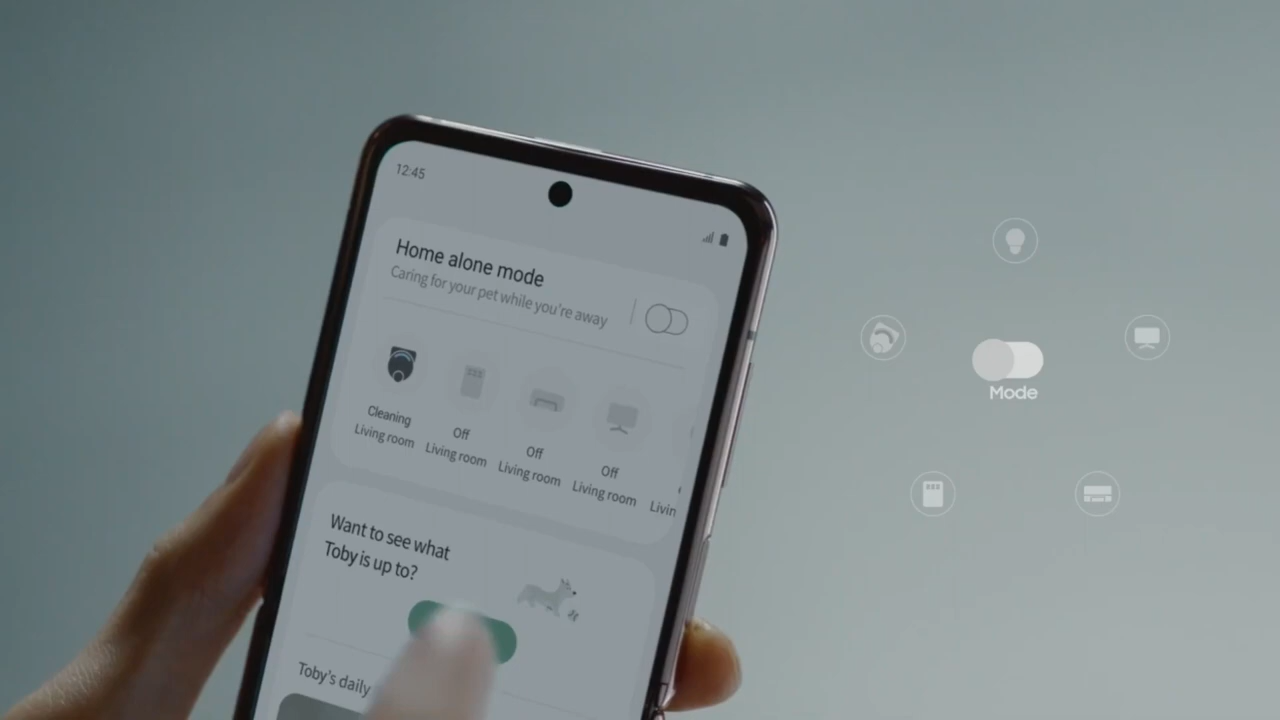 12:45
Home alone mode
Caring for your pet while you're away
Cleaning
Living room
Off
Living room
Off
Living room
Off
Living room
Livin
Want to see what
Toby is up to?
Toby's daily
Mode